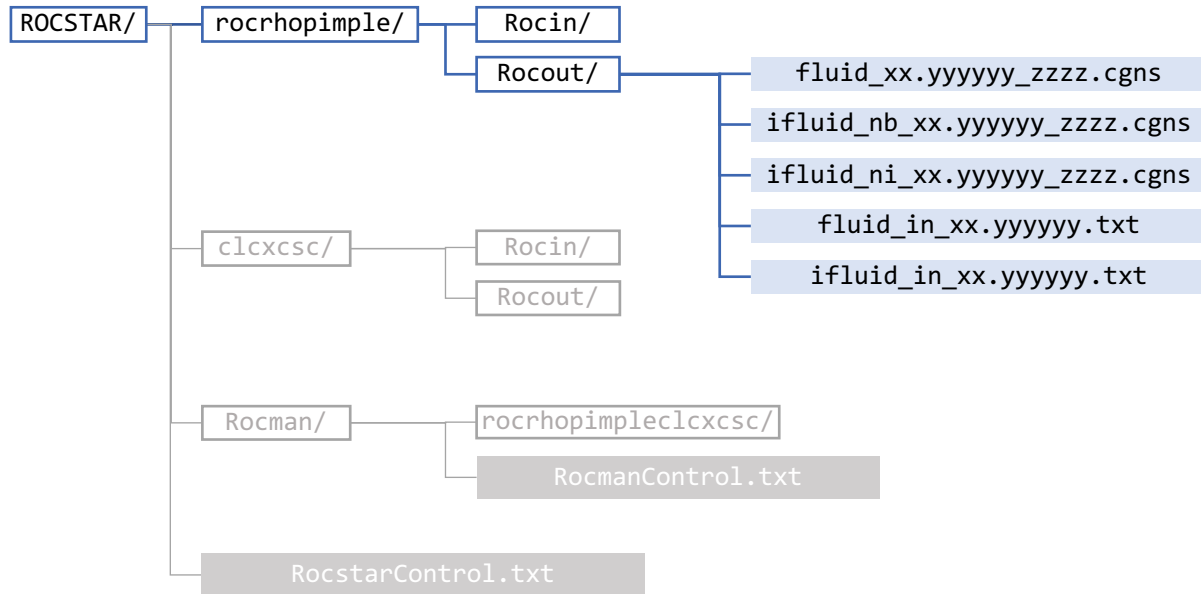 ROCSTAR/
rocrhopimple/
Rocin/
Rocout/
fluid_xx.yyyyyy_zzzz.cgns
ifluid_nb_xx.yyyyyy_zzzz.cgns
ifluid_ni_xx.yyyyyy_zzzz.cgns
fluid_in_xx.yyyyyy.txt
ifluid_in_xx.yyyyyy.txt
clcxcsc/
Rocin/
Rocout/
Rocman/
rocrhopimpleclcxcsc/
RocmanControl.txt
RocstarControl.txt